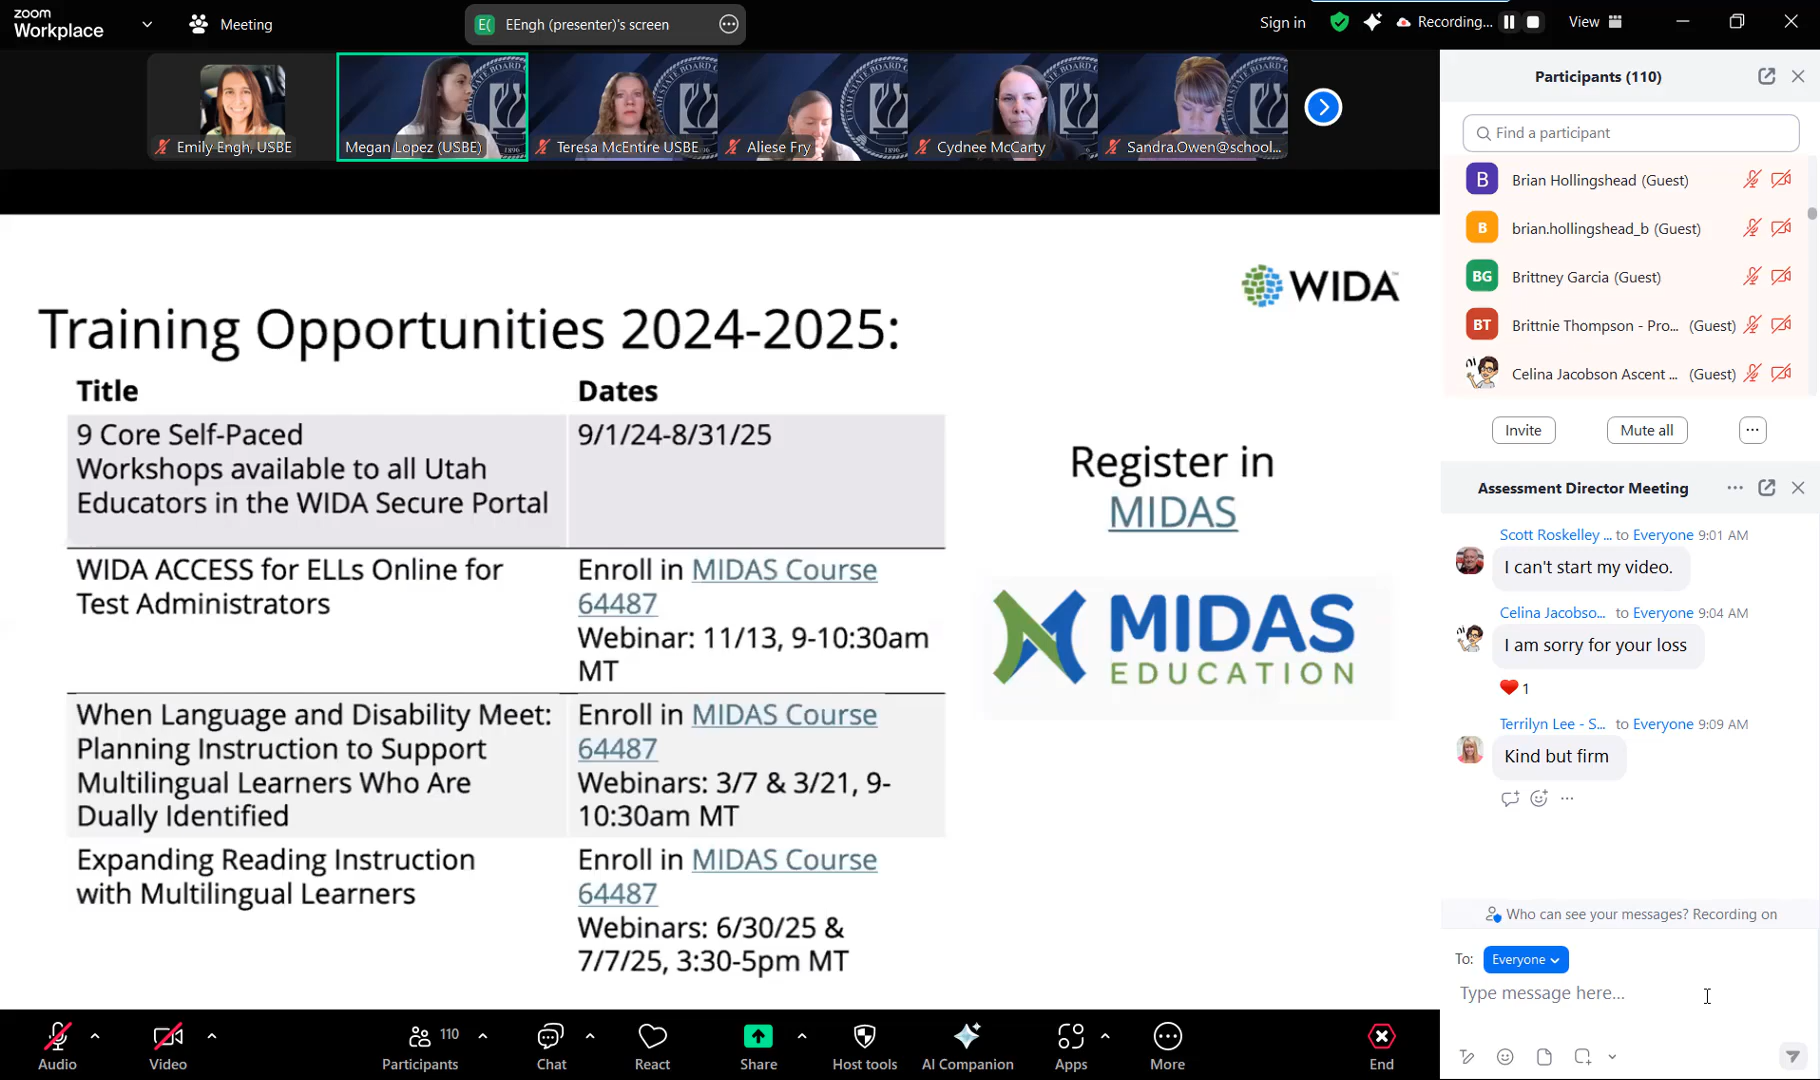 zoom
Workplace
Meeting
E( EEngh (presenter)'s screen
Sign in
Recording...
View
Emily Engh, USBE
Megan Lopez (USBE)
Teresa McEntire USBE
Aliese Fry
Cydnee McCarty
Sandra.Owen@school...
WIDA
Training Opportunities 2024-2025:
Title Dates
9 Core Self-Paced
Workshops available to all Utah
Educators in the WIDA Secure Portal
9/1/24-8/31/25
WIDA ACCESS for ELLs Online for
Test Administrators
Enroll in MIDAS Course
64487
Webinar: 11/13, 9-10:30am
MT
When Language and Disability Meet:
Planning Instruction to Support
Multilingual Learners Who Are
Dually Identified
Enroll in MIDAS Course
64487
Webinars: 3/7 & 3/21, 9-
10:30am MT
Expanding Reading Instruction
with Multilingual Learners
Enroll in MIDAS Course
64487
Webinars: 6/30/25 &
7/7/25, 3:30-5pm MT
Register in
MIDAS
MIDAS
EDUCATION
Participants (110)
Find a participant
B Brian Hollingshead (Guest)
B brian.hollingshead_b (Guest)
BG Brittney Garcia (Guest)
BT Brittnie Thompson - Pro... (Guest)
Celina Jacobson Ascent ... (Guest)
Invite
Mute all
Assessment Director Meeting
Scott Roskelley ... to Everyone 9:01 AM
I can't start my video.
Celina Jacobso... to Everyone 9:04 AM
I am sorry for your loss
1
Terrilyn Lee - S... to Everyone 9:09 AM
Kind but firm
Who can see your messages? Recording on
To: Everyone
Type message here...
Audio
Video
110
Participants
Chat
React
Share
Host tools
AI Companion
Apps
More
End